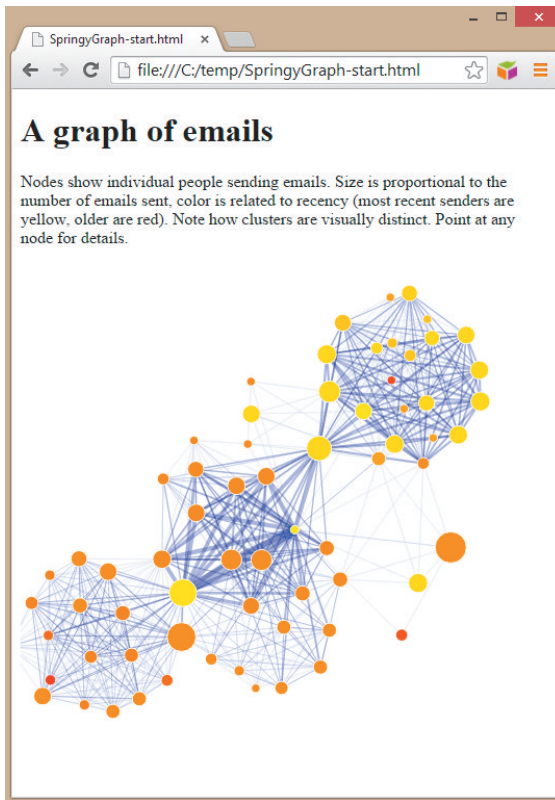 SpringyGraph-start.html
file:///C:/temp/SpringyGraph-start.html
A graph of emails
Nodes show individual people sending emails. Size is proportional to the
number of emails sent, color is related to recency (most recent senders are
yellow, older are red). Note how clusters are visually distinct. Point at any
node for details.